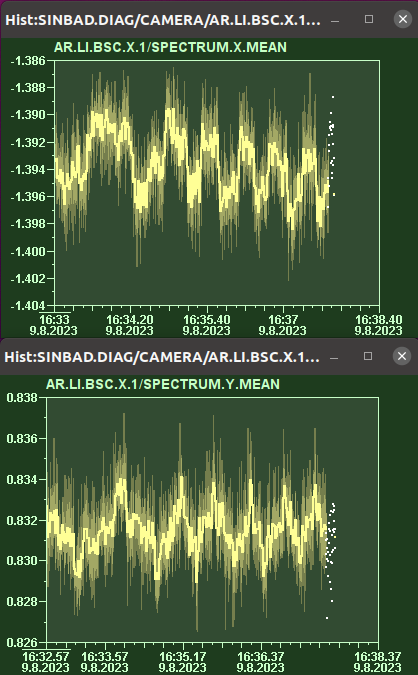 Hist:SINBAD.DIAG/CAMERA/AR.LI.BSC.X.1...
AR.LI.BSC.X.1/SPECTRUM.X.MEAN
-1.386
-1.390
-1.392
-1.394
-1.396
-1.398
-1.400
-1.402
-1.404
16:33 16:34.20 16:35.40 16:37 16:38.40
9.8.2023 9.8.2023 9.8.2023 9.8.2023 9.8.2023
Hist:SINBAD.DIAG/CAMERA/AR.LI.BSC.X.1...
AR.LI.BSC.X.1/SPECTRUM.Y.MEAN
0.838
0.836
0.834
0.832
0.830
0.828
0.826
16:32.57 16:33.57 16:35.17 16:36.37 16:38.37
9.8.2023 9.8.2023 9.8.2023 9.8.2023 9.8.2023